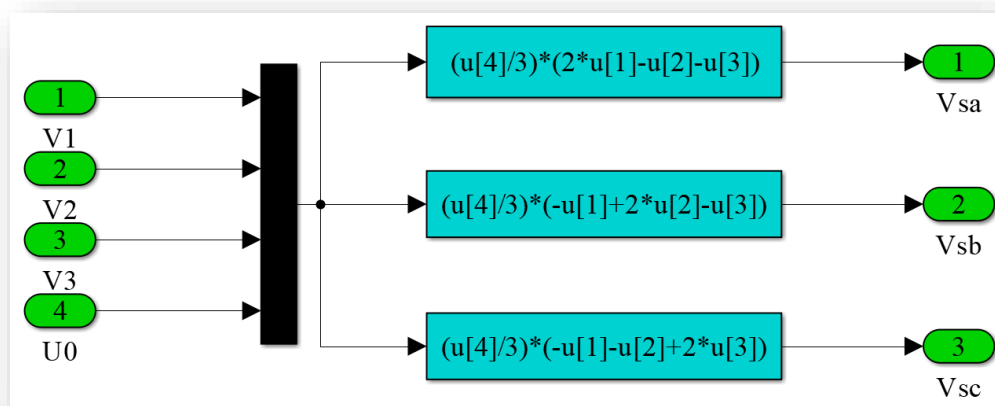 1
V1
2
V2
3
V3
4
U0
(u[4]/3)*(2*u[1]-u[2]-u[3])
(u[4]/3)*(-u[1]+2*u[2]-u[3])
(u[4]/3)*(-u[1]-u[2]+2*u[3])
1
Vsa
2
Vsb
3
Vsc